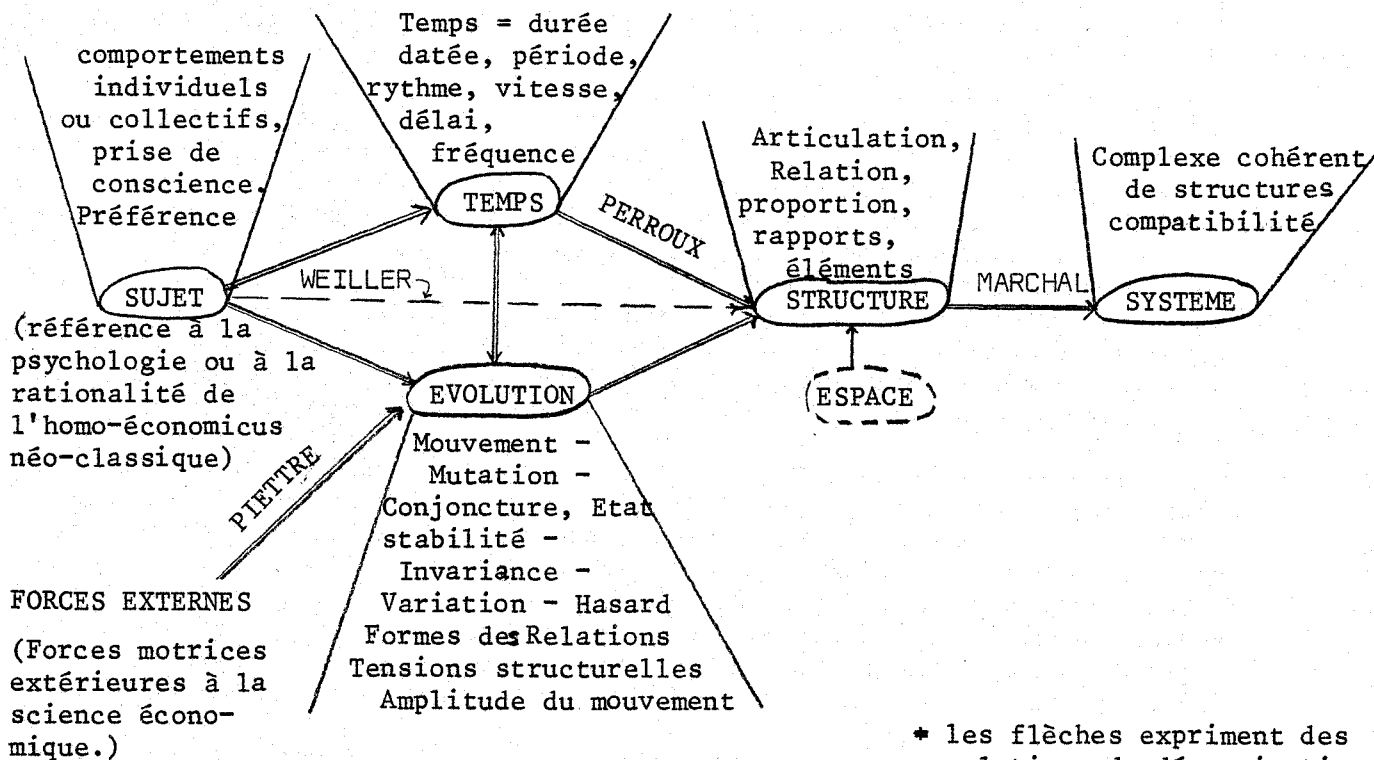 comportements
individuels
ou collectifs,
prise de
conscience.
Préférence
SUJET
(référence à la
psychologie ou à la
rationalité de
l'homo-économicus
néo-classique)
Temps = durée
datée, période,
rythme, vitesse,
délai,
fréquence
TEMPS
WEILLER
PERROUX
Articulation,
Relation,
proportion,
rapports,
éléments
STRUCTURE
ESPACE
MARCHAL
Complexe cohérent
de structures
compatibilité
SYSTEME
EVOLUTION
Mouvement -
Mutation -
Conjoncture, Etat
stabilité -
Invariance -
Variation - Hasard
Formes des Relations
Tensions structurelles
Amplitude du mouvement
PIETTRE
FORCES EXTERNES
(Forces motrices
extérieures à la
science écono-
mique.)
* les flèches expriment des